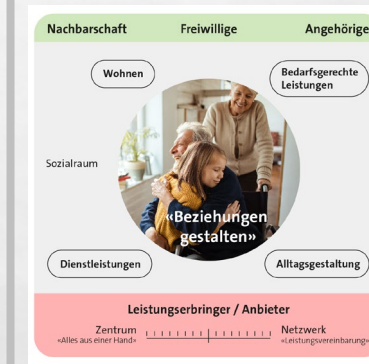 Nachbarschaft Freiwillige Angehörige
Wohnen
Bedarfsgerechte
Leistungen
Sozialraum
«Beziehungen
gestalten»
Dienstleistungen
Alltagsgestaltung
Leistungserbringer / Anbieter
Zentrum
«Alles aus einer Hand»
Netzwerk
«Leistungsvereinbarung»